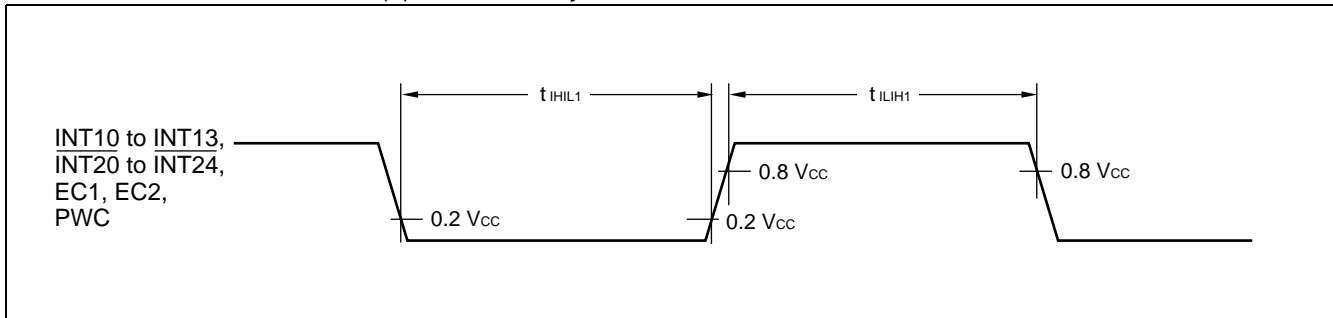 t IHIL1
t ILIH1
INT10 to INT13,
INT20 to INT24,
EC1, EC2,
PWC
0.8 VCC
0.8 VCC
0.2 VCC
0.2 VCC